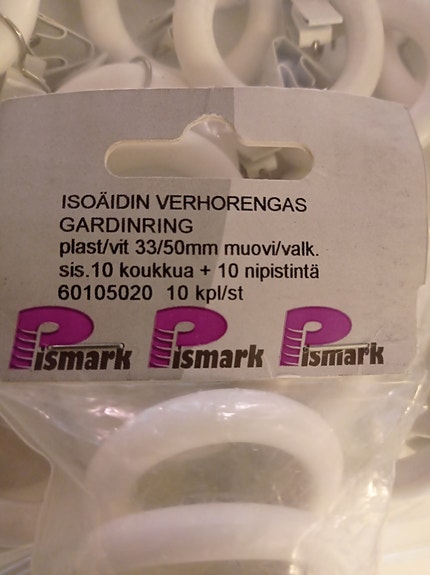 ISOÄIDIN VERHORENGAS
GARDINRING
plast/vit 33/50mm muovi/valk.
sis.10 koukkua + 10 nipistintä
60105020 10 kpl/st
Pismark Pismark Pismark